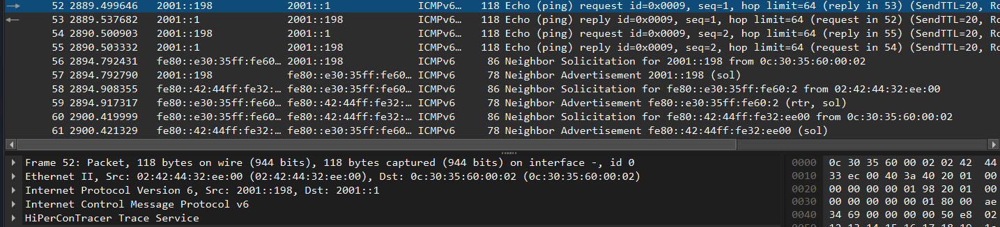 52 2889.499646 2001::198 2001::1 ICMPv6… 118 Echo (ping) request id=0x0009, seq=1, hop limit=64 (reply in 53) (SendTTL=20, Ro
53 2889.537682 2001::1 2001::198 ICMPv6… 118 Echo (ping) reply id=0x0009, seq=1, hop limit=64 (request in 52) (SendTTL=20, Ro
54 2890.500903 2001::198 2001::1 ICMPv6… 118 Echo (ping) request id=0x0009, seq=2, hop limit=64 (reply in 55) (SendTTL=20, Ro
55 2890.503332 2001::1 2001::198 ICMPv6… 118 Echo (ping) reply id=0x0009, seq=2, hop limit=64 (request in 54) (SendTTL=20, Ro
56 2894.792431 fe80::e30:35ff:fe60… 2001::198 ICMPv6 86 Neighbor Solicitation for 2001::198 from 0c:30:35:60:00:02
57 2894.792790 2001::198 fe80::e30:35ff:fe60… ICMPv6 78 Neighbor Advertisement 2001::198 (sol)
58 2894.908355 fe80::42:44ff:fe32:… fe80::e30:35ff:fe60… ICMPv6 86 Neighbor Solicitation for fe80::e30:35ff:fe60:2 from 02:42:44:32:ee:00
59 2894.917317 fe80::e30:35ff:fe60… fe80::42:44ff:fe32:… ICMPv6 78 Neighbor Advertisement fe80::e30:35ff:fe60:2 (rtr, sol)
60 2900.419999 fe80::e30:35ff:fe60… fe80::42:44ff:fe32:… ICMPv6 86 Neighbor Solicitation for fe80::42:44ff:fe32:ee00 from 0c:30:35:60:00:02
61 2900.421329 fe80::42:44ff:fe32:… fe80::e30:35ff:fe60… ICMPv6 78 Neighbor Advertisement fe80::42:44ff:fe32:ee00 (sol)
Frame 52: Packet, 118 bytes on wire (944 bits), 118 bytes captured (944 bits) on interface -, id 0
Ethernet II, Src: 02:42:44:32:ee:00 (02:42:44:32:ee:00), Dst: 0c:30:35:60:00:02 (0c:30:35:60:00:02)
Internet Protocol Version 6, Src: 2001::198, Dst: 2001::1
Internet Control Message Protocol v6
HiPerConTracer Trace Service
0000 0c 30 35 60 00 02 02 42 44
0010 33 ec 00 40 3a 40 20 01 00
0020 00 00 00 00 01 98 20 01 00
0030 00 00 00 00 00 01 80 00 ae
0040 34 69 00 00 00 00 50 e8 02